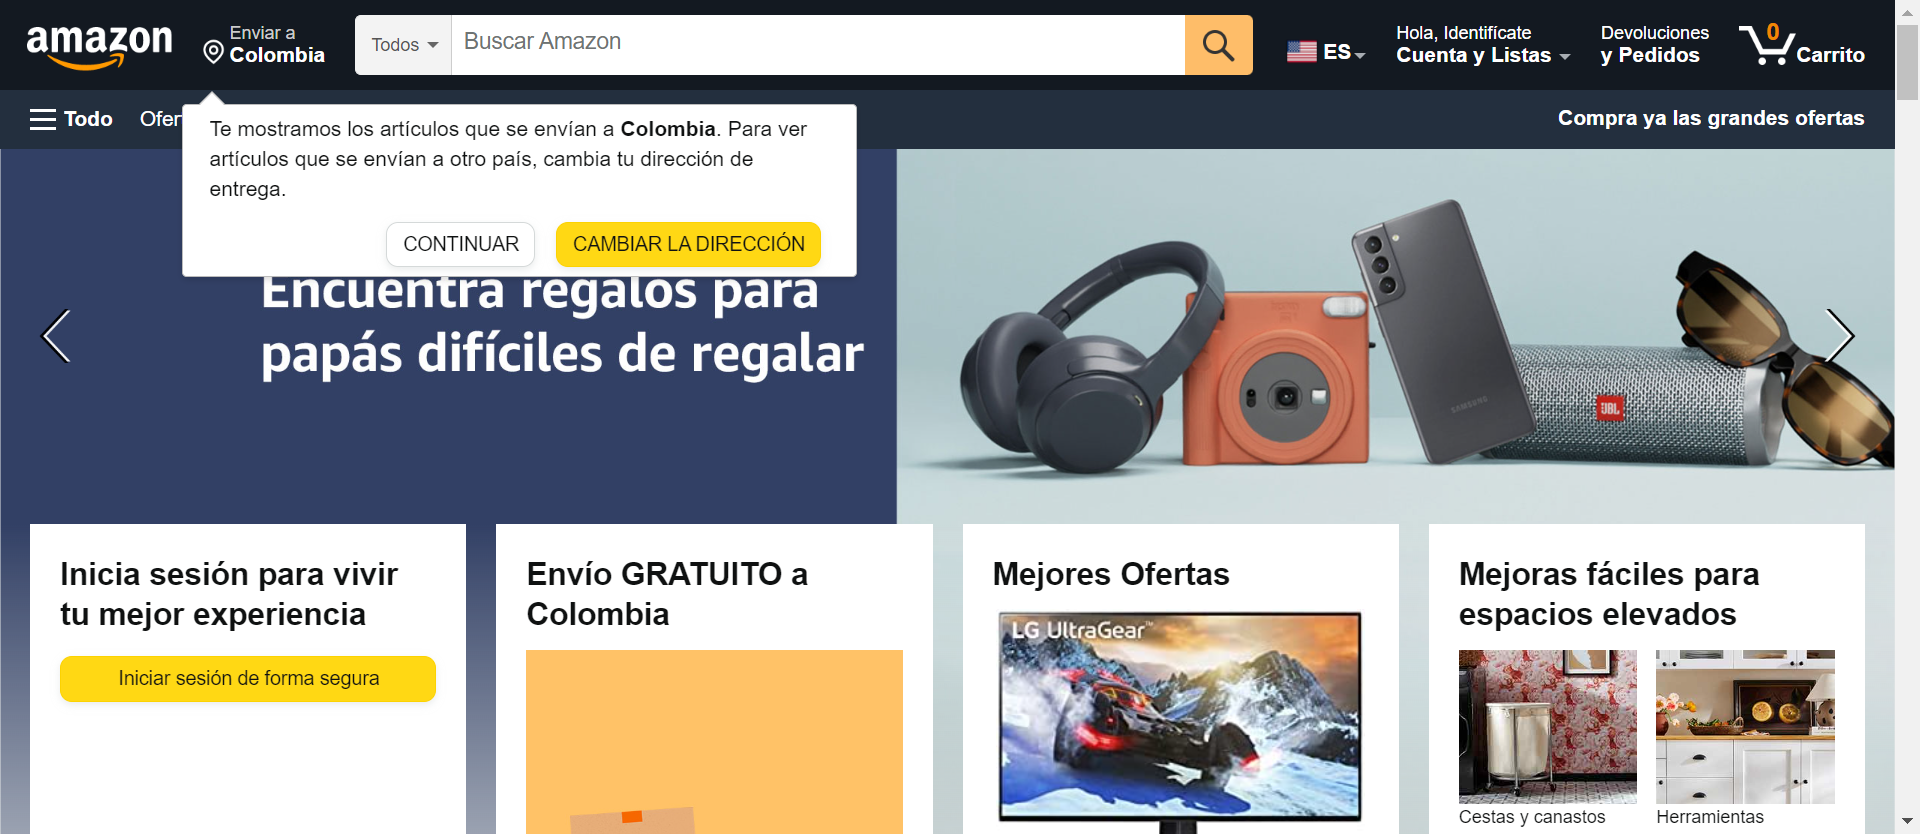 amazon
Enviar a
Colombia
Todos
Buscar Amazon
ES
Hola, Identifícate
Cuenta y Listas
Devoluciones
y Pedidos
0
Carrito
Todo
Ofer
Compra ya las grandes ofertas
Te mostramos los artículos que se envían a Colombia. Para ver
artículos que se envían a otro país, cambia tu dirección de
entrega.
CONTINUAR
CAMBIAR LA DIRECCIÓN
Encuentra regalos para
papás difíciles de regalar
SAMSUNG
JBL
Inicia sesión para vivir
tu mejor experiencia
Iniciar sesión de forma segura
Envío GRATUITO a
Colombia
Mejores Ofertas
LG UltraGear™
Mejoras fáciles para
espacios elevados
Cestas y canastos
Herramientas